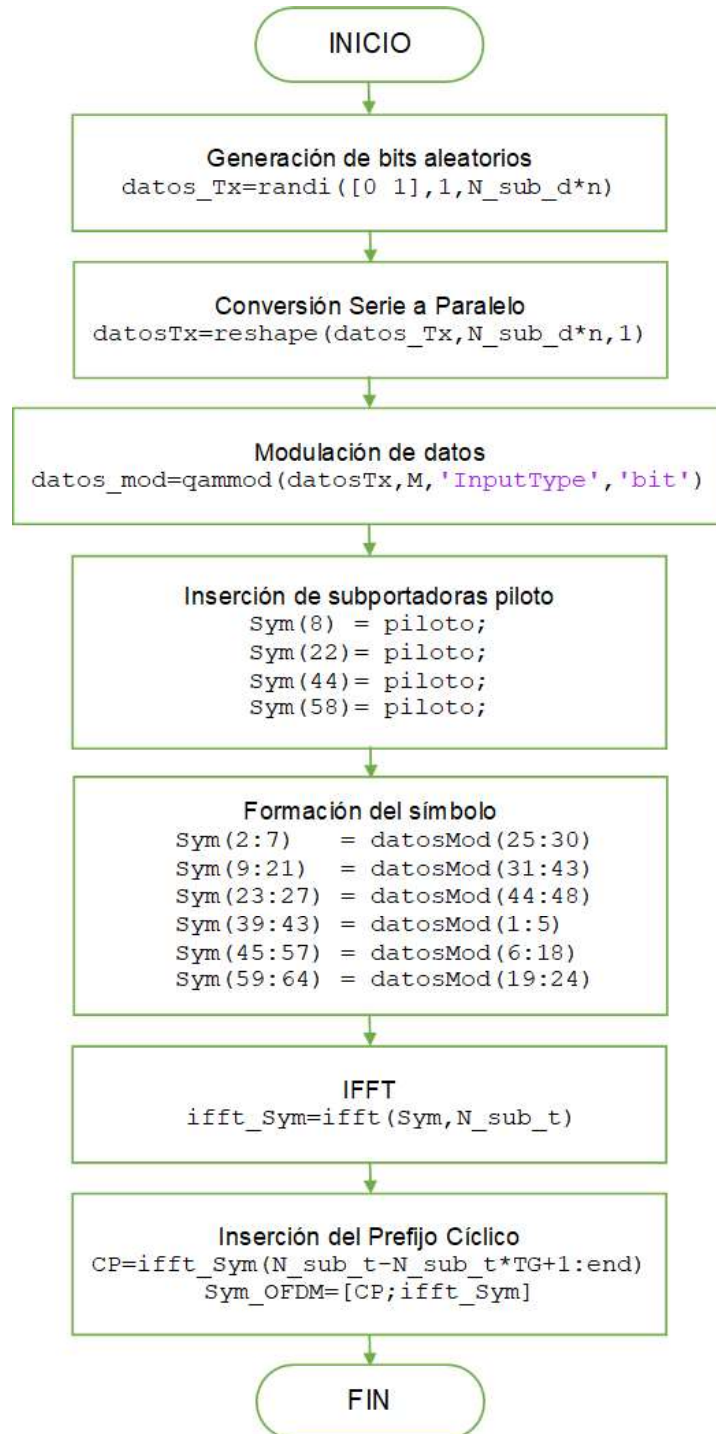 INICIO
Generación de bits aleatorios
datos_Tx=randi([0 1],1,N_sub_d*n)
Conversión Serie a Paralelo
datosTx=reshape(datos_Tx,N_sub_d*n,1)
Modulación de datos
datos_mod=qammod(datosTx,M,'InputType','bit')
Inserción de subportadoras piloto
Sym(8) = piloto;
Sym(22)= piloto;
Sym(44)= piloto;
Sym(58)= piloto;
Formación del símbolo
Sym(2:7)   = datosMod(25:30)
Sym(9:21)  = datosMod(31:43)
Sym(23:27) = datosMod(44:48)
Sym(39:43) = datosMod(1:5)
Sym(45:57) = datosMod(6:18)
Sym(59:64) = datosMod(19:24)
IFFT
ifft_Sym=ifft(Sym,N_sub_t)
Inserción del Prefijo Cíclico
CP=ifft_Sym(N_sub_t-N_sub_t*TG+1:end)
Sym_OFDM=[CP;ifft_Sym]
FIN